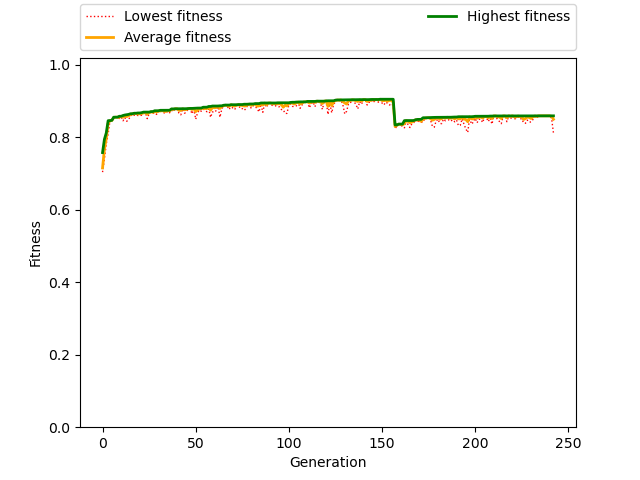 Lowest fitness
Average fitness
Highest fitness
1.0
0.8
0.6
0.4
0.2
0.0
Fitness
0 50 100 150 200 250
Generation